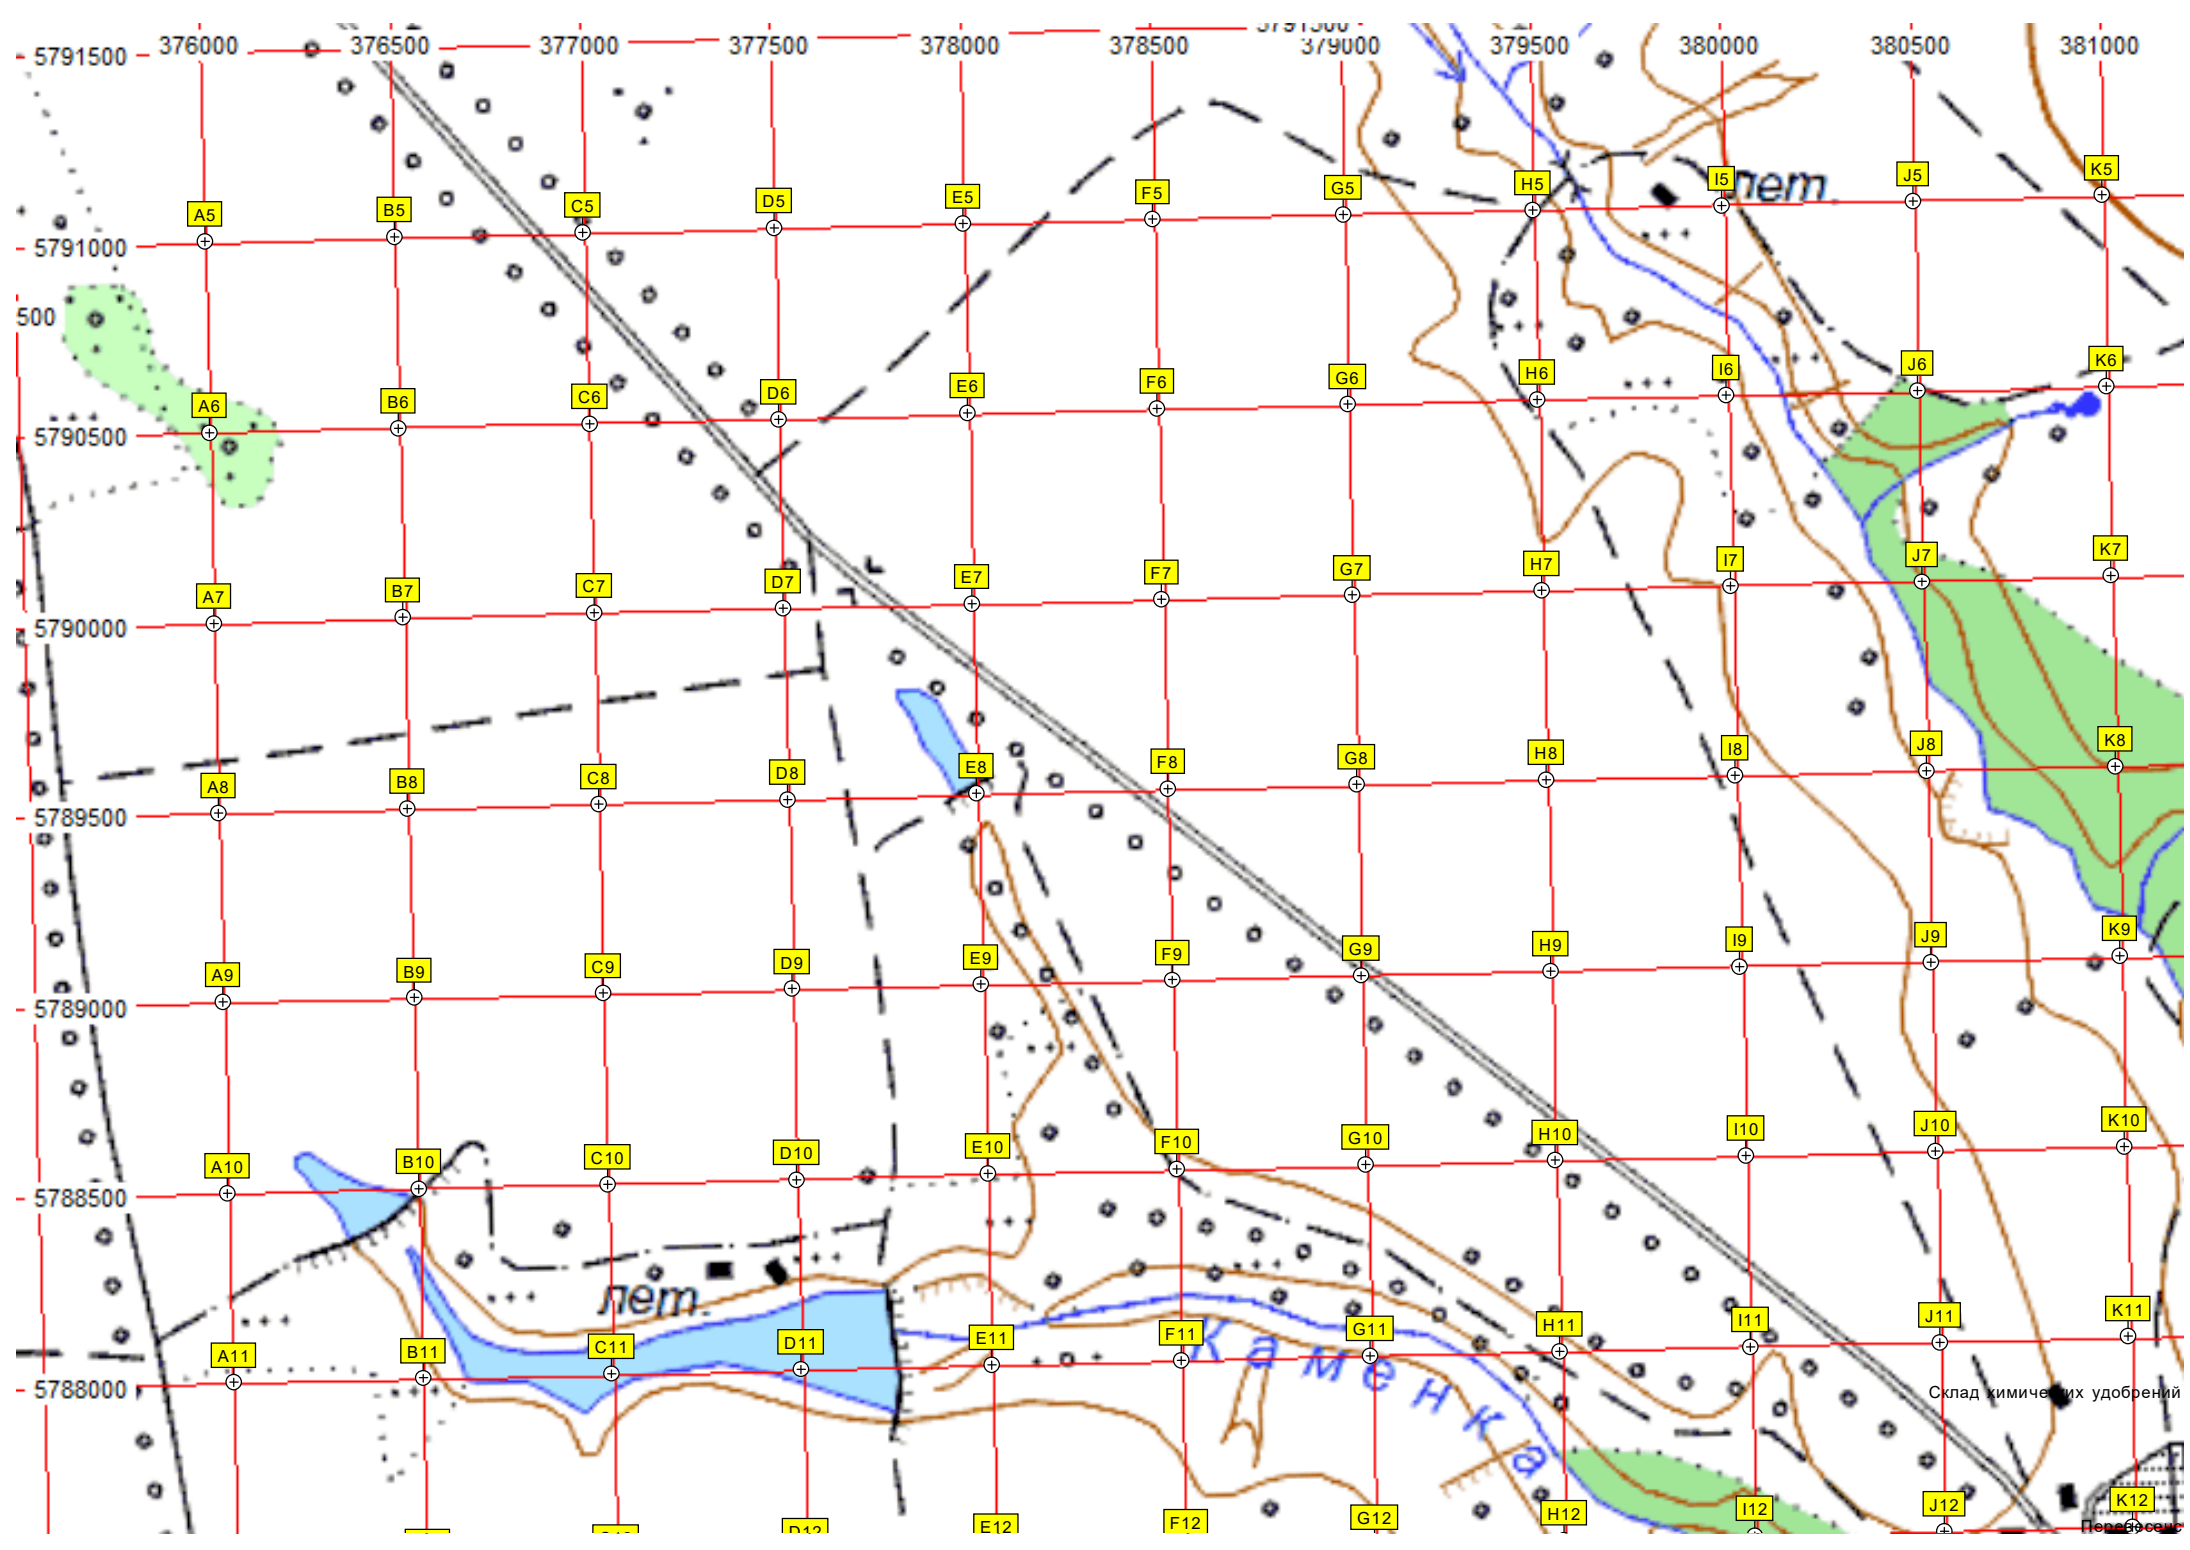 5791500
376000 376500 377000 377500 378000 378500 379000 379500 380000 380500 381000
5791500
лет.
A5 B5 C5 D5 E5 F5 G5 H5 I5 J5 K5
5791000
500
A6 B6 C6 D6 E6 F6 G6 H6 I6 J6 K6
5790500
A7 B7 C7 D7 E7 F7 G7 H7 I7 J7 K7
5790000
A8 B8 C8 D8 E8 F8 G8 H8 I8 J8 K8
5789500
A9 B9 C9 D9 E9 F9 G9 H9 I9 J9 K9
5789000
A10 B10 C10 D10 E10 F10 G10 H10 I10 J10 K10
5788500
лет.
A11 B11 C11 D11 E11 F11 G11 H11 I11 J11 K11
Каменка
5788000
Склад химических удобрений
D12 E12 F12 G12 H12 I12 J12 K12